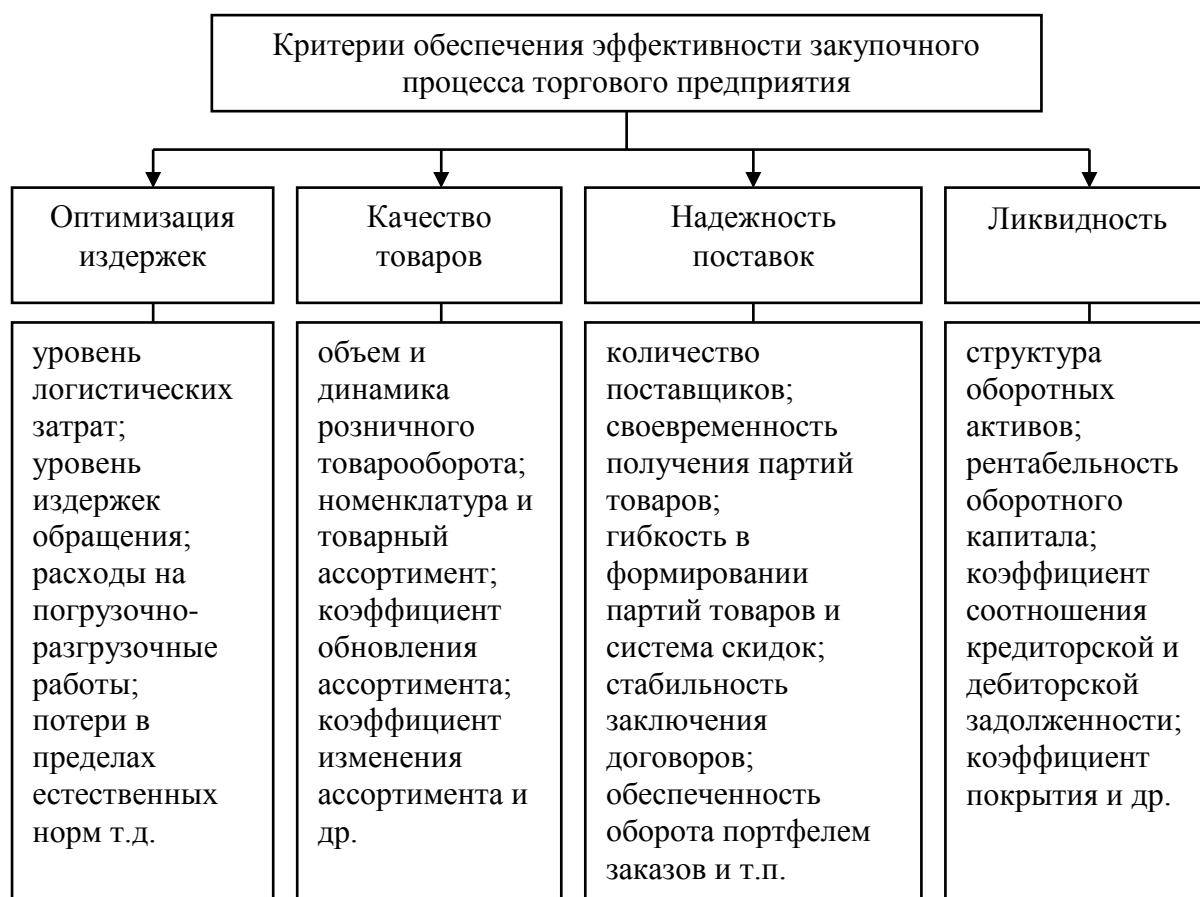 Критерии обеспечения эффективности закупочного
процесса торгового предприятия
Оптимизация
издержек
Качество
товаров
Надежность
поставок
Ликвидность
уровень
логистических
затрат;
уровень
издержек
обращения;
расходы на
погрузочно-
разгрузочные
работы;
потери в
пределах
естественных
норм т.д.
объем и
динамика
розничного
товарооборота;
номенклатура и
товарный
ассортимент;
коэффициент
обновления
ассортимента;
коэффициент
изменения
ассортимента и
др.
количество
поставщиков;
своевременность
получения партий
товаров;
гибкость в
формировании
партий товаров и
система скидок;
стабильность
заключения
договоров;
обеспеченность
оборота портфелем
заказов и т.п.
структура
оборотных
активов;
рентабельность
оборотного
капитала;
коэффициент
соотношения
кредиторской и
дебиторской
задолженности;
коэффициент
покрытия и др.